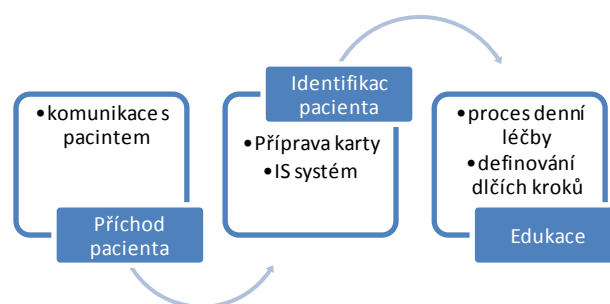 •komunikace s
pacintem
Příchod
pacienta
Identifikac
pacienta
•Příprava karty
•IS systém
•proces denní
léčby
•definování
dlčích kroků
Edukace